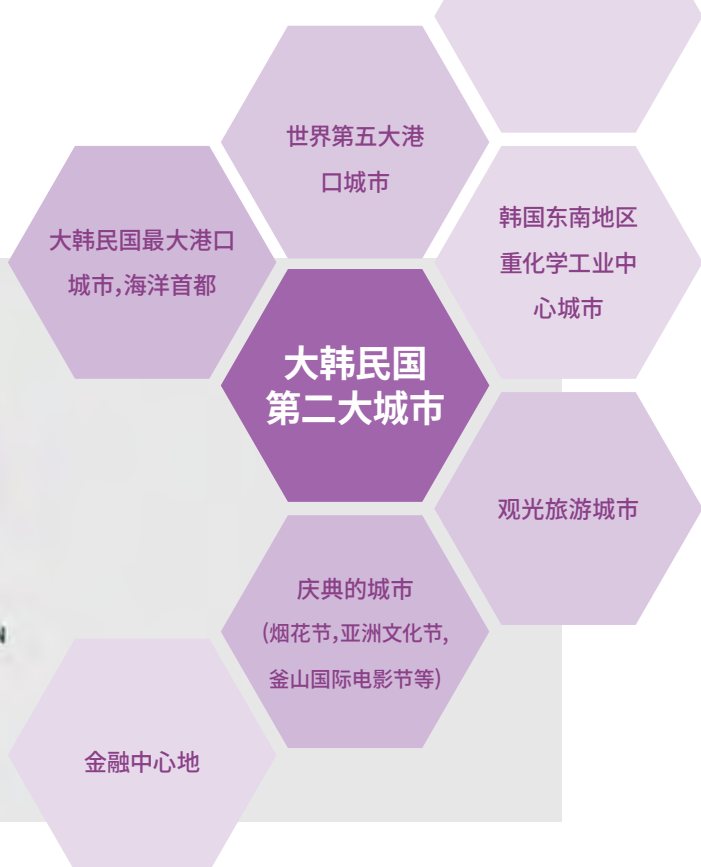 世界第五大港
口城市
大韩民国最大港口
城市,海洋首都
韩国东南地区
重化学工业中
心城市
大韩民国
第二大城市
观光旅游城市
庆典的城市
(烟花节,亚洲文化节,
釜山国际电影节等)
金融中心地